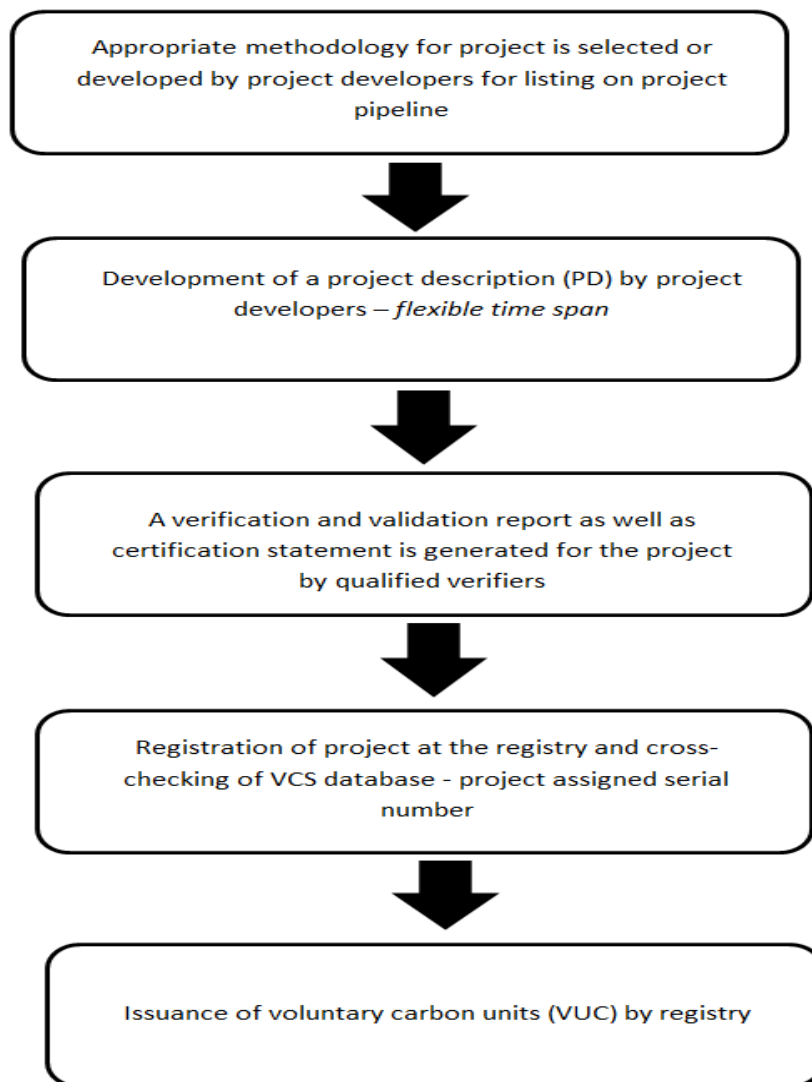 Appropriate methodology for project is selected or
developed by project developers for listing on project
pipeline
Development of a project description (PD) by project
developers – flexible time span
A verification and validation report as well as
certification statement is generated for the project
by qualified verifiers
Registration of project at the registry and cross-
checking of VCS database - project assigned serial
number
Issuance of voluntary carbon units (VUC) by registry